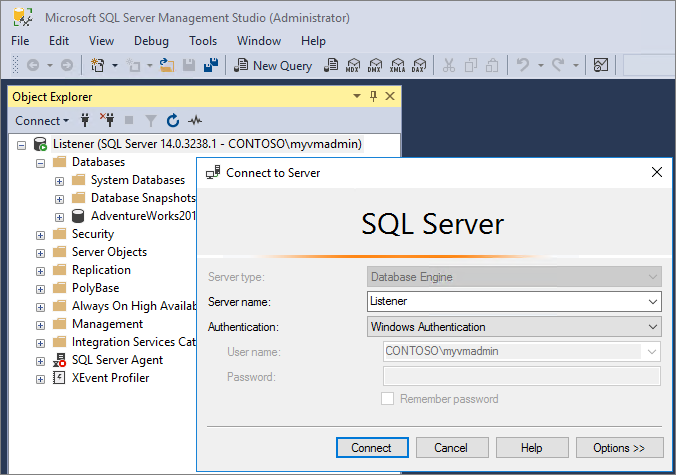 Microsoft SQL Server Management Studio (Administrator)
File Edit View Debug Tools Window Help
New Query MDX DMX XMLA DAX
Object Explorer
Connect
Listener (SQL Server 14.0.3238.1 - CONTOSO\myvmadmin)
Databases
System Databases
Database Snapshots
AdventureWorks201
Security
Server Objects
Replication
PolyBase
Always On High Availab
Management
Integration Services Cat
SQL Server Agent
XEvent Profiler
Connect to Server
SQL Server
Server type: Database Engine
Server name: Listener
Authentication: Windows Authentication
User name: CONTOSO\myvmadmin
Password:
Remember password
Connect Cancel Help Options >>